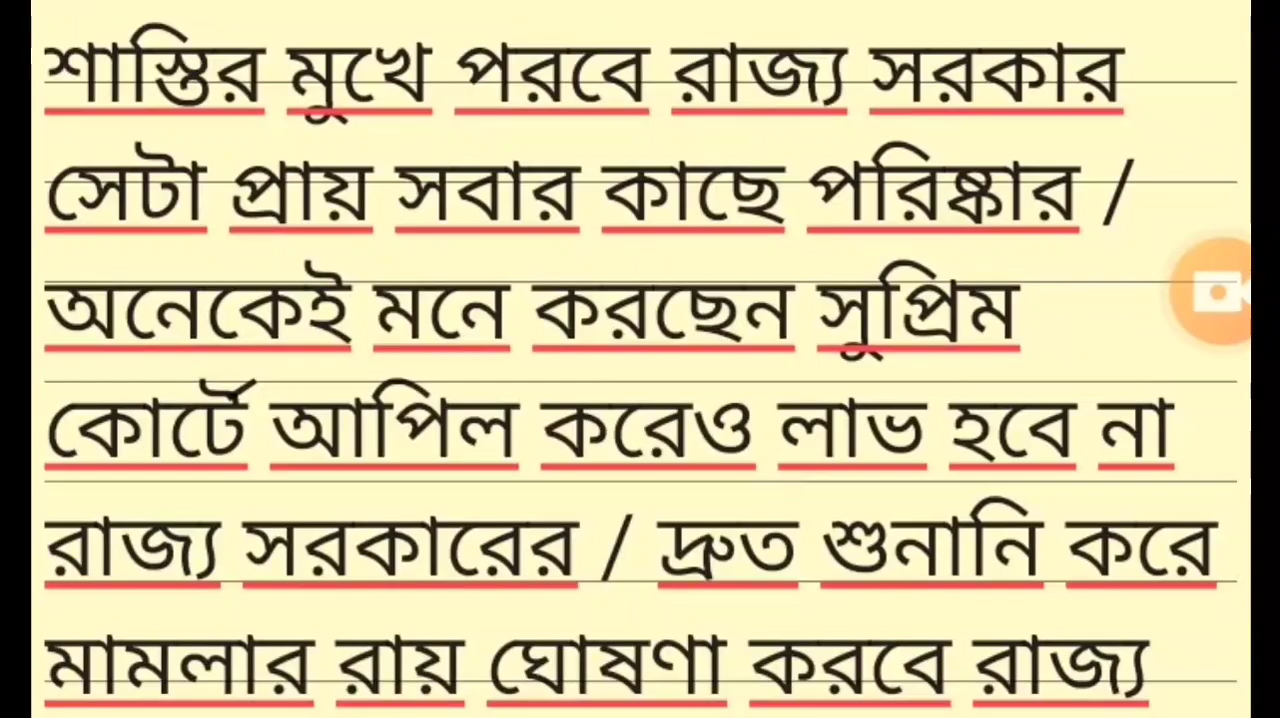 শাস্তির মুখে পরবে রাজ্য সরকার
সেটা প্রায় সবার কাছে পরিষ্কার /
অনেকেই মনে করছেন সুপ্রিম
কোর্টে আপিল করেও লাভ হবে না
রাজ্য সরকারের / দ্রুত শুনানি করে
মামলার রায় ঘোষণা করবে রাজ্য